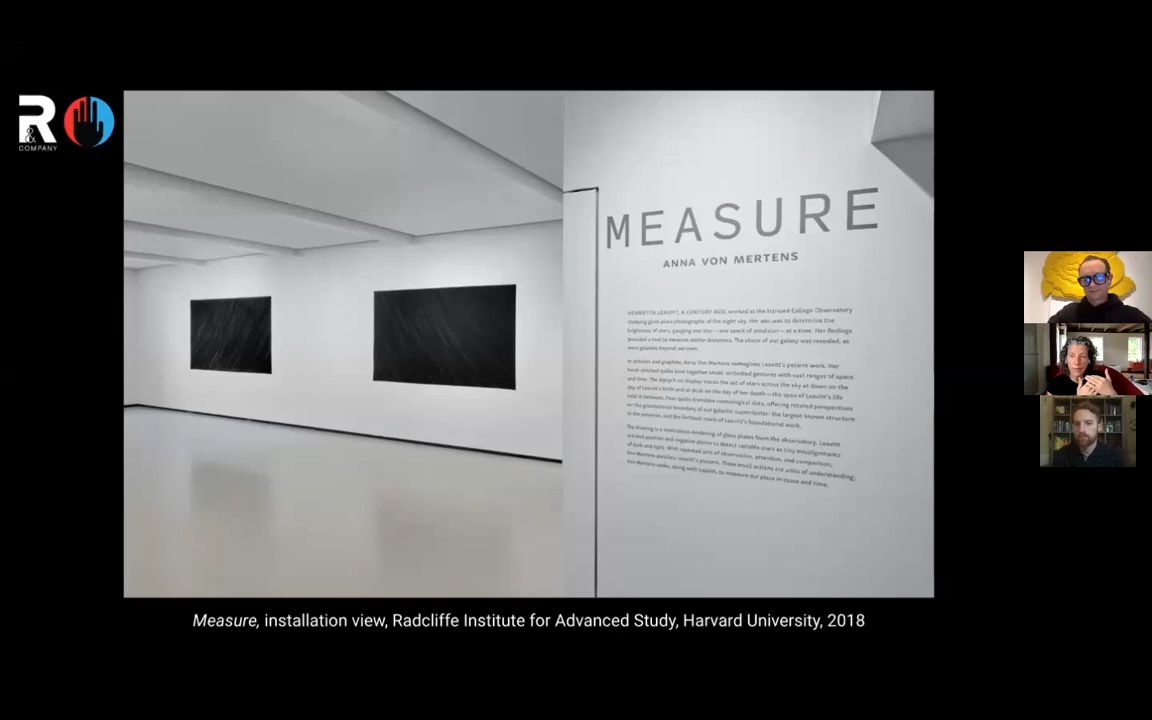 R
&
COMPANY
MEASURE
ANNA VON MERTENS
HENRIETTA LEAVITT, A CENTURY AGO, worked at the Harvard College Observatory
studying glass plate photographs of the night sky. Her aim was to determine the
brightness of stars, gauging one star—one speck of emulsion—at a time. Her findings
provided a tool to measure stellar distances. The shape of our galaxy was revealed, as
were galaxies beyond our own.
In stitches and graphite, Anna Von Mertens reimagines Leavitt's patient work. Her
hand-stitched quilts bind together small, embodied gestures with vast ranges of space
and time. The diptych on display traces the arc of stars across the sky at dawn on the
day of Leavitt's birth and at dusk on the day of her death—the span of Leavitt's life
held in between. Four quilts translate cosmological data, offering rotated perspectives
on the gravitational boundary of our galactic supercluster: the largest known structure
in the universe, and the farthest reach of Leavitt's foundational work.
The drawing is a meticulous rendering of glass plates from the observatory. Leavitt
stacked positive and negative plates to detect variable stars as tiny misalignments
of dark and light. With repeated acts of observation, attention, and comparison,
Von Mertens parallels Leavitt's process. These small actions are units of understanding;
Von Mertens seeks, along with Leavitt, to measure our place in space and time.
Measure, installation view, Radcliffe Institute for Advanced Study, Harvard University, 2018